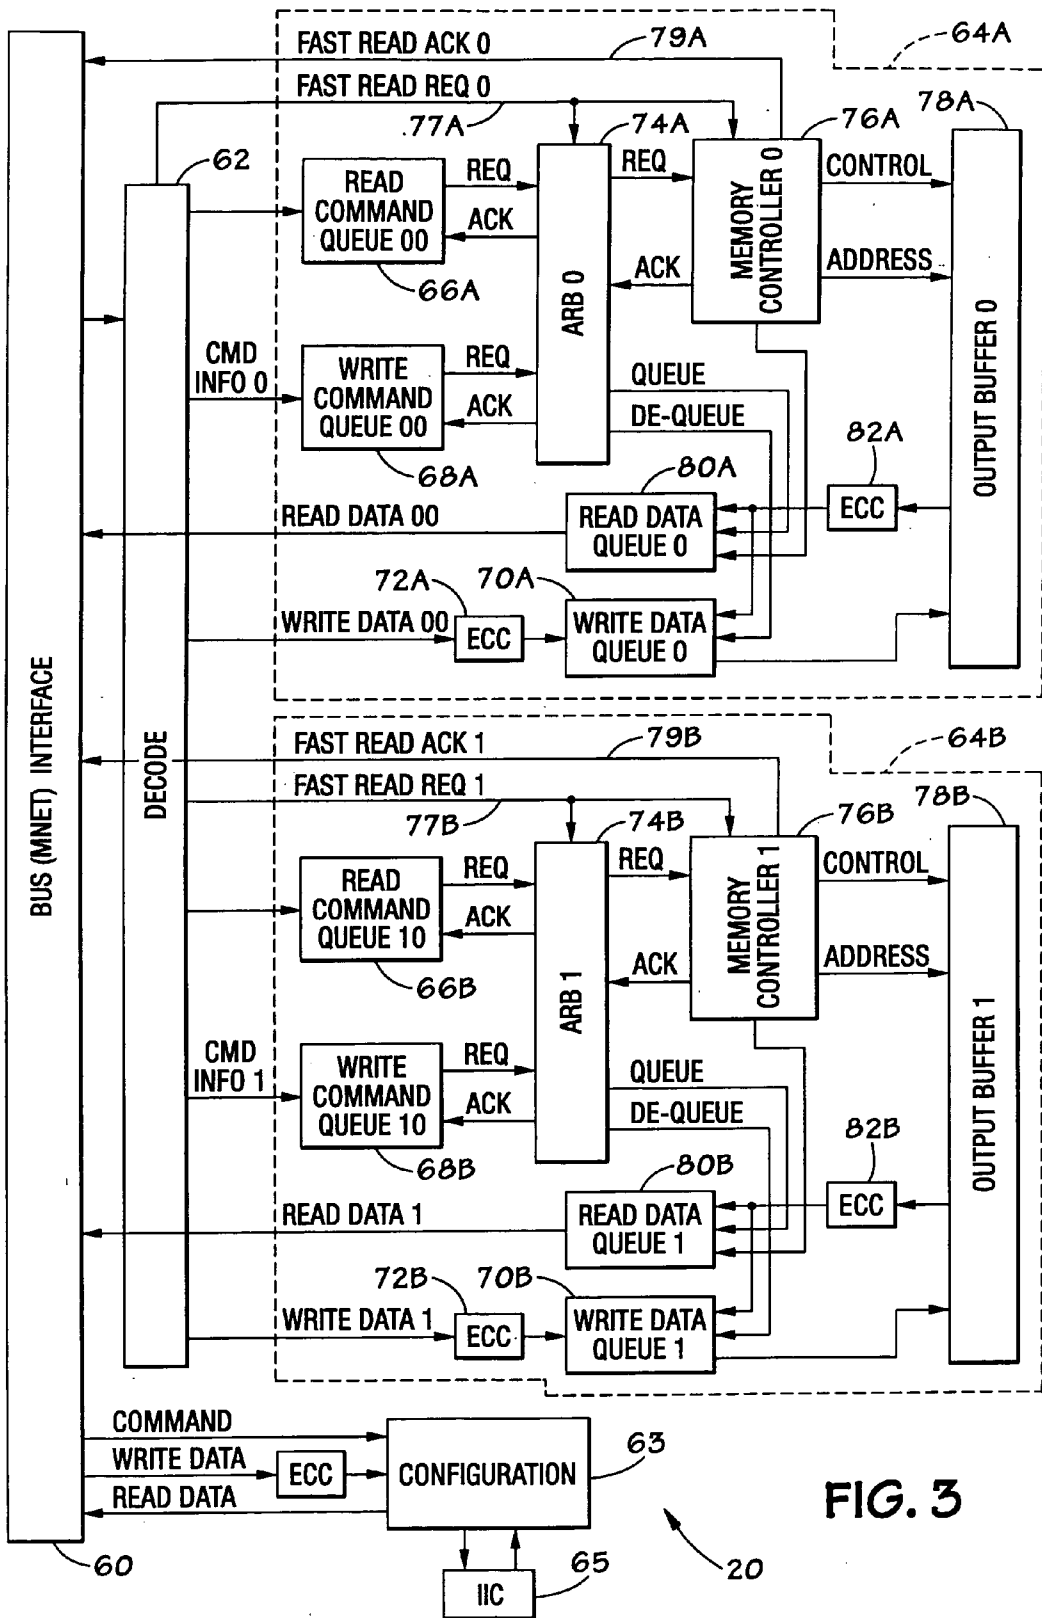 FAST READ ACK 0
79A
64A
FAST READ REQ 0
77A
74A
76A
78A
62
READ
COMMAND
QUEUE 00
REQ
ACK
REQ
ACK
MEMORY
CONTROLLER 0
CONTROL
ADDRESS
66A
ARB 0
CMD
INFO 0
WRITE
COMMAND
QUEUE 00
REQ
ACK
QUEUE
DE-QUEUE
68A
80A
82A
OUTPUT BUFFER 0
READ DATA 00
READ DATA
QUEUE 0
ECC
72A
70A
WRITE DATA 00
ECC
WRITE DATA
QUEUE 0
BUS (MNET) INTERFACE
DECODE
FAST READ ACK 1
79B
64B
FAST READ REQ 1
77B
74B
76B
78B
READ
COMMAND
QUEUE 10
REQ
ACK
REQ
ACK
MEMORY
CONTROLLER 1
CONTROL
ADDRESS
66B
ARB 1
CMD
INFO 1
WRITE
COMMAND
QUEUE 10
REQ
ACK
QUEUE
DE-QUEUE
68B
80B
82B
OUTPUT BUFFER 1
READ DATA 1
READ DATA
QUEUE 1
ECC
72B
70B
WRITE DATA 1
ECC
WRITE DATA
QUEUE 1
COMMAND
WRITE DATA
ECC
READ DATA
CONFIGURATION
63
60
IIC
65
20
FIG. 3